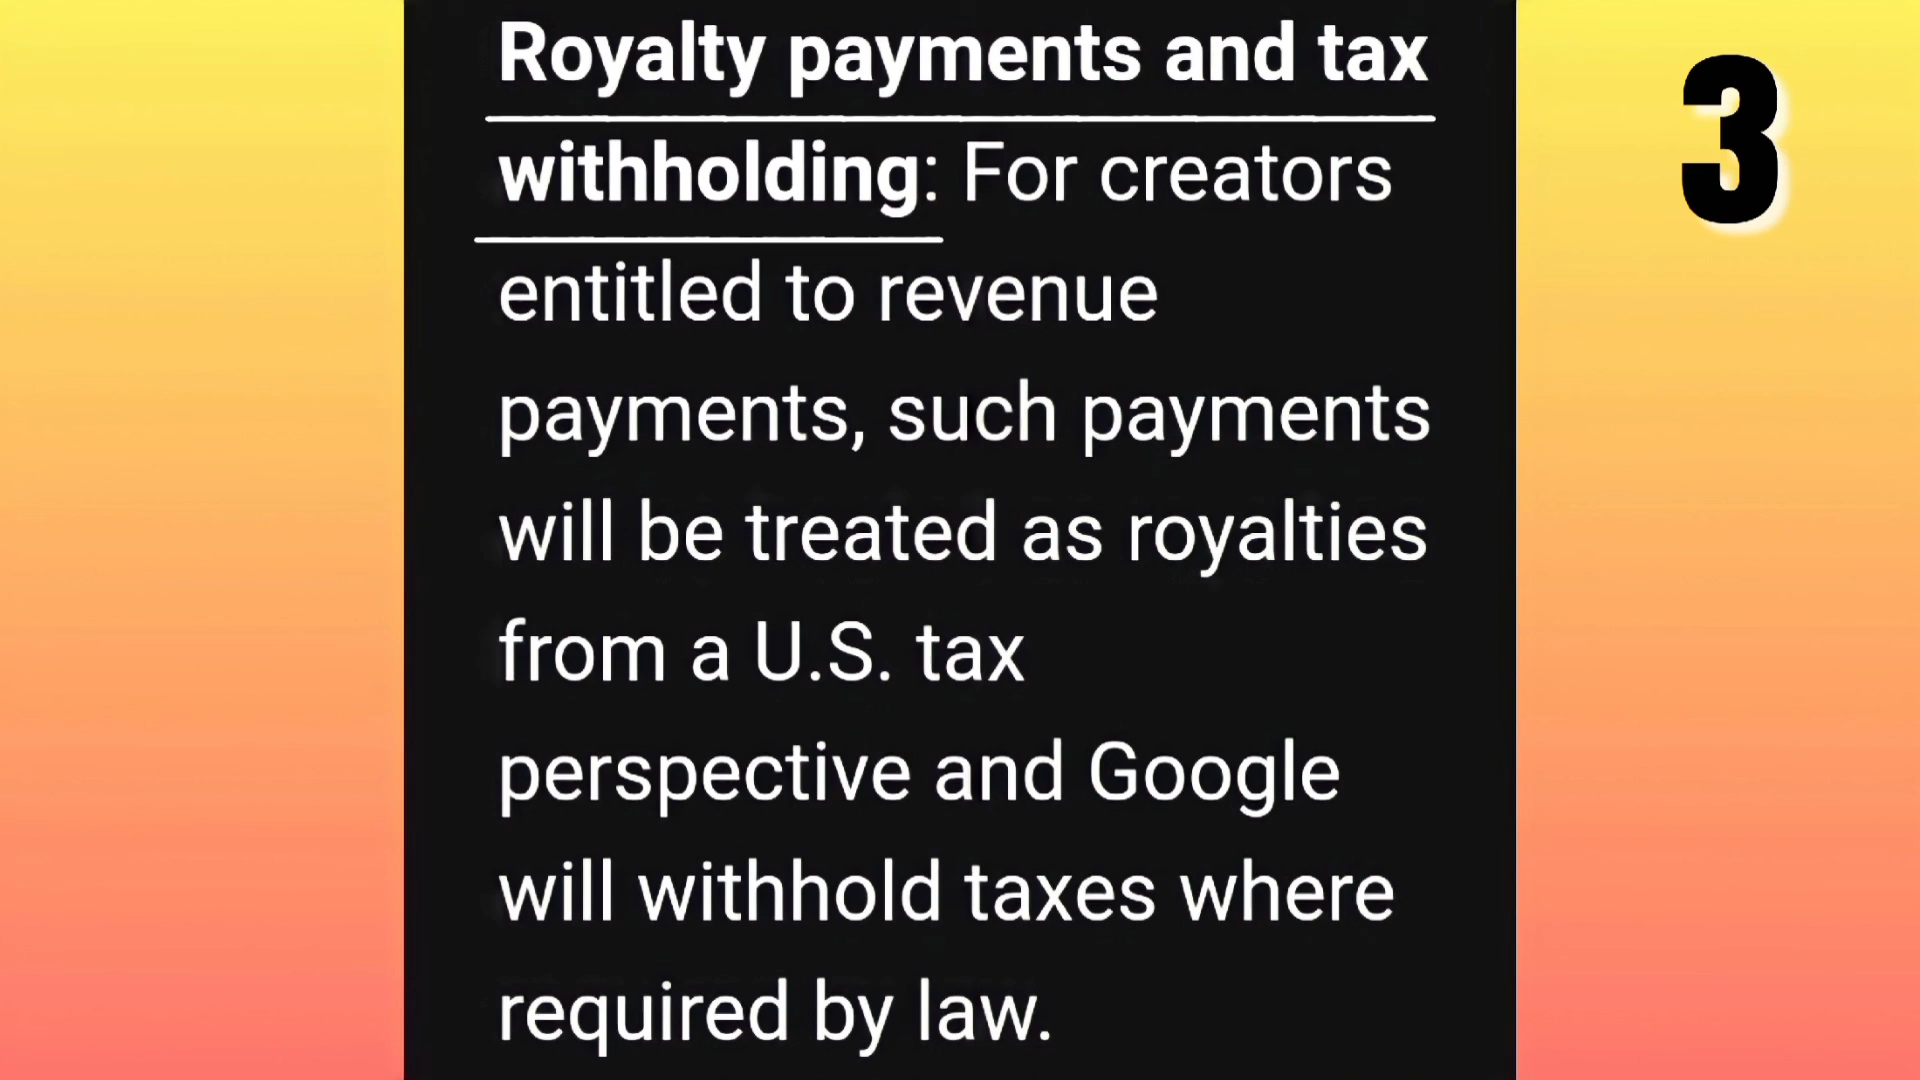 Royalty payments and tax
withholding: For creators
entitled to revenue
payments, such payments
will be treated as royalties
from a U.S. tax
perspective and Google
will withhold taxes where
required by law.
3